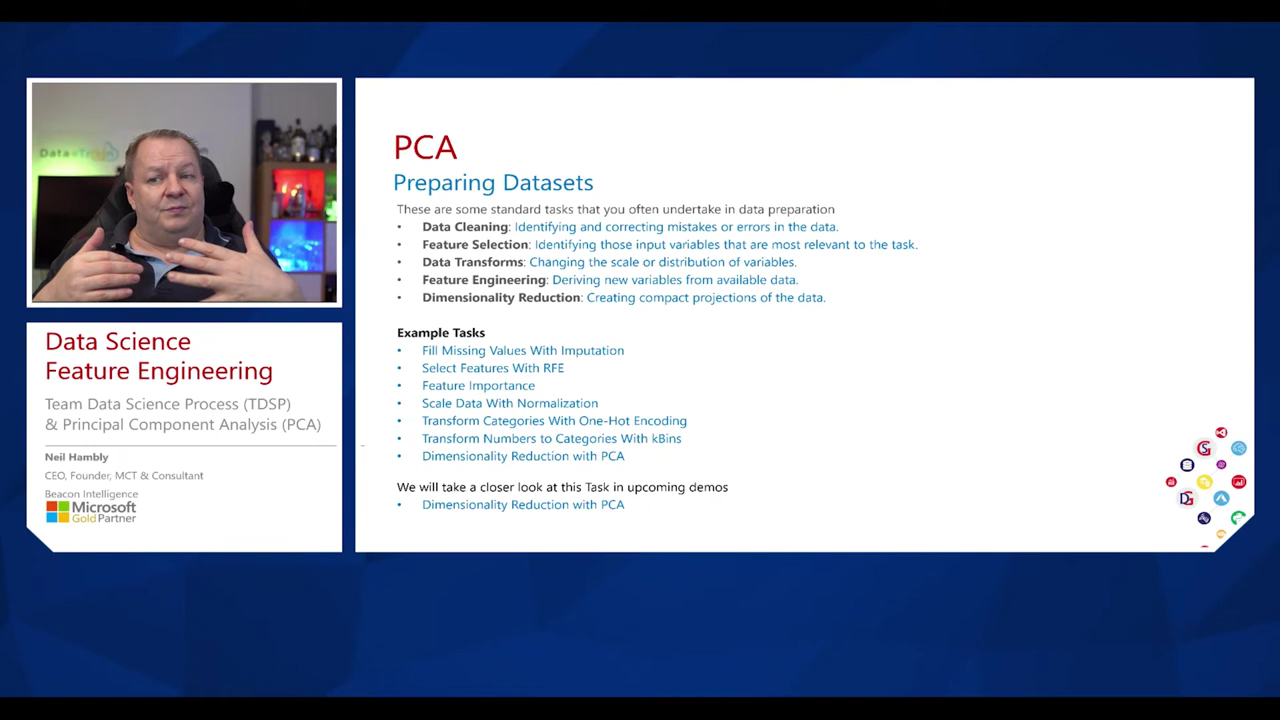 Data
PCA
Preparing Datasets
These are some standard tasks that you often undertake in data preparation
• Data Cleaning: Identifying and correcting mistakes or errors in the data.
• Feature Selection: Identifying those input variables that are most relevant to the task.
• Data Transforms: Changing the scale or distribution of variables.
• Feature Engineering: Deriving new variables from available data.
• Dimensionality Reduction: Creating compact projections of the data.
Example Tasks
• Fill Missing Values With Imputation
• Select Features With RFE
• Feature Importance
• Scale Data With Normalization
• Transform Categories With One-Hot Encoding
• Transform Numbers to Categories With kBins
• Dimensionality Reduction with PCA
We will take a closer look at this Task in upcoming demos
• Dimensionality Reduction with PCA
Data Science
Feature Engineering
Team Data Science Process (TDSP)
& Principal Component Analysis (PCA)
Neil Hambly
CEO, Founder, MCT & Consultant
Beacon Intelligence
Microsoft
Gold Partner